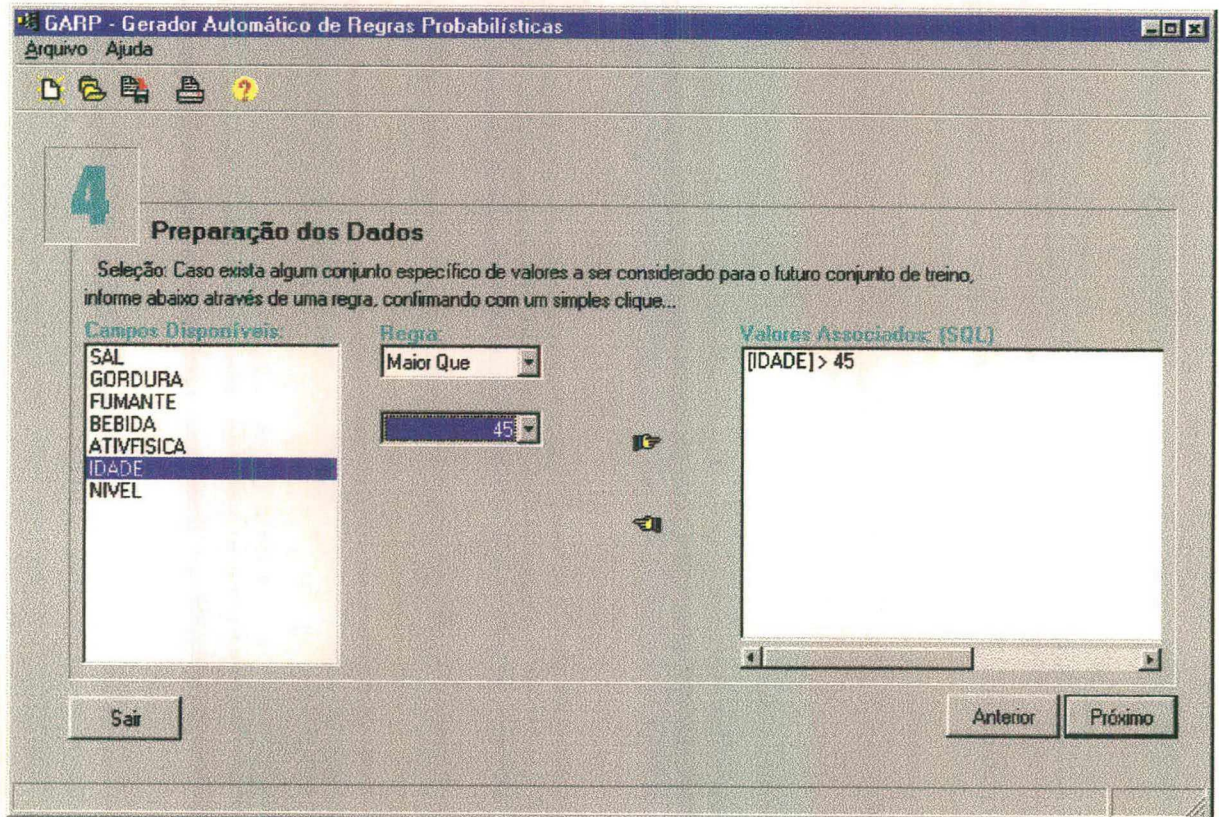 GARP - Gerador Automático de Regras Probabilísticas
Arquivo Ajuda
4
Preparação dos Dados
Seleção: Caso exista algum conjunto específico de valores a ser considerado para o futuro conjunto de treino,
informe abaixo através de uma regra, confirmando com um simples clique...
Campos Disponíveis:
SAL
GORDURA
FUMANTE
BEBIDA
ATIVFISICA
IDADE
NIVEL
Regra:
Maior Que
45
Valores Associados: (SQL)
[IDADE] > 45
Sair
Anterior
Próximo